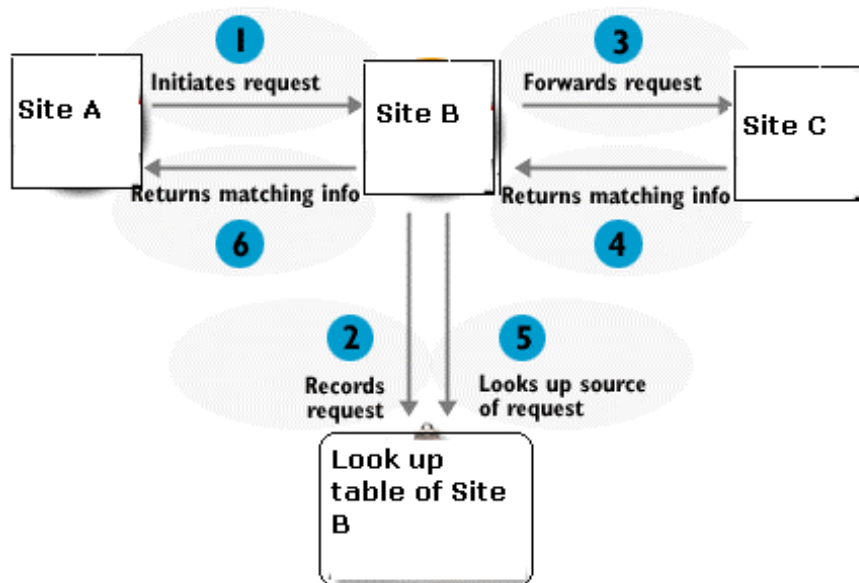 1
3
Initiates request
Forwards request
Site A
Site B
Site C
Returns matching info
Returns matching info
6
4
2
5
Records
request
Looks up source
of request
Look up
table of Site
B